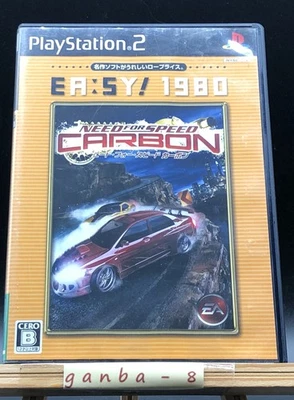 PlayStation 2
名作ソフトがうれしいロープライス。
EA:SY! 1980
NEED FOR SPEED
CARBON
ニード・フォー・スピード カーボン
EA
CERO
B
ganba - 8